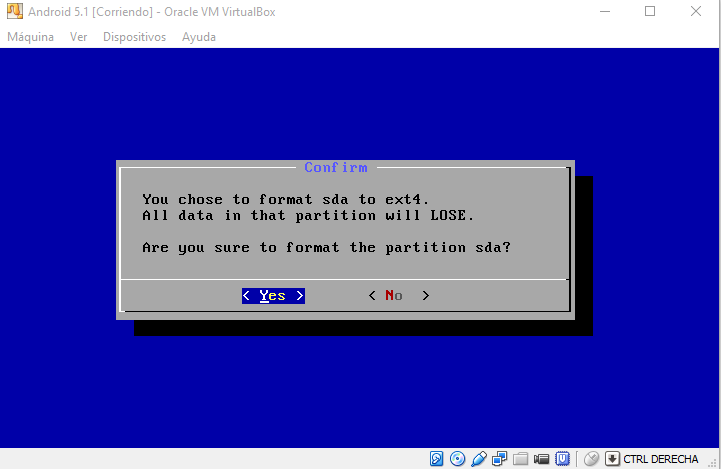 Android 5.1 [Corriendo] - Oracle VM VirtualBox
Máquina Ver Dispositivos Ayuda
Confirm
You chose to format sda to ext4.
All data in that partition will LOSE.
Are you sure to format the partition sda?
< Yes > < No >
CTRL DERECHA